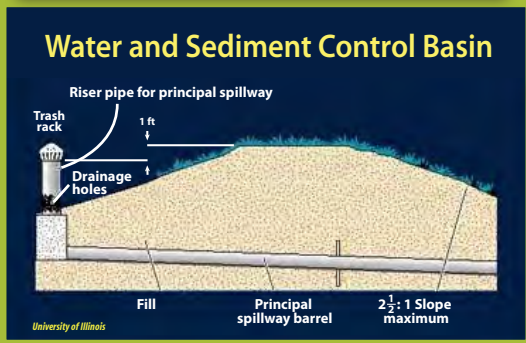 Water and Sediment Control Basin
Riser pipe for principal spillway
Trash
rack
1 ft
Drainage
holes
Fill
Principal
spillway barrel
2½: 1 Slope
maximum
University of Illinois